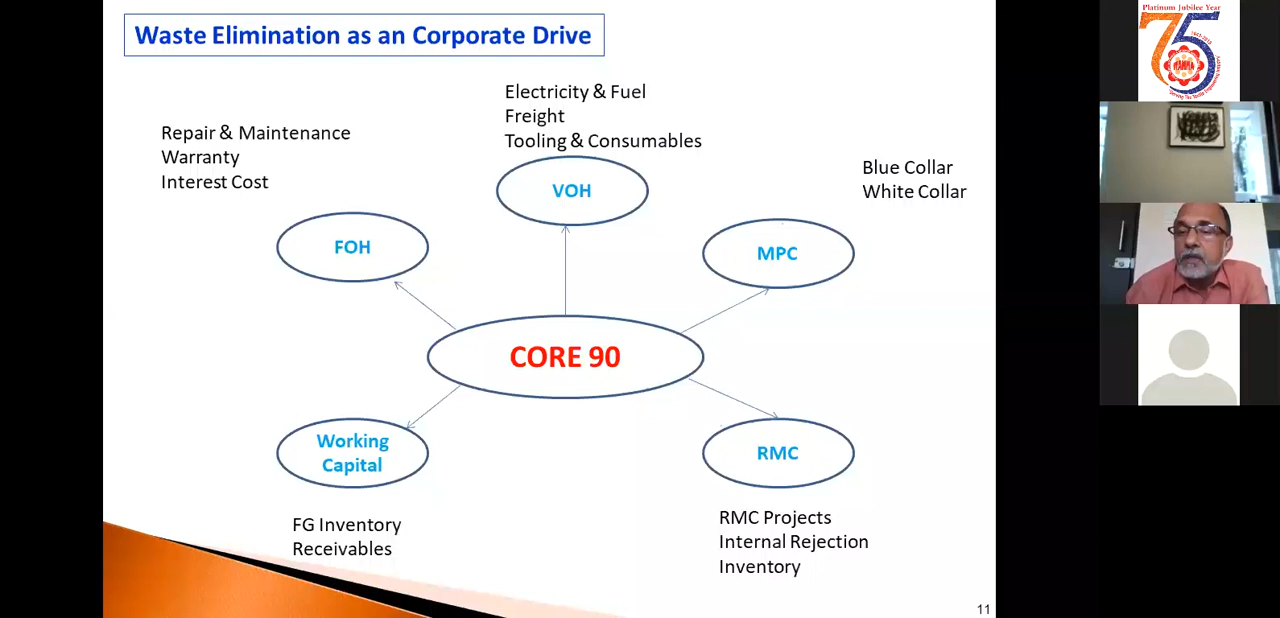 Waste Elimination as an Corporate Drive
Electricity & Fuel
Freight
Tooling & Consumables
Repair & Maintenance
Warranty
Interest Cost
Blue Collar
White Collar
VOH
FOH
MPC
CORE 90
Working
Capital
RMC
FG Inventory
Receivables
RMC Projects
Internal Rejection
Inventory
11
Platinum Jubilee Year
75